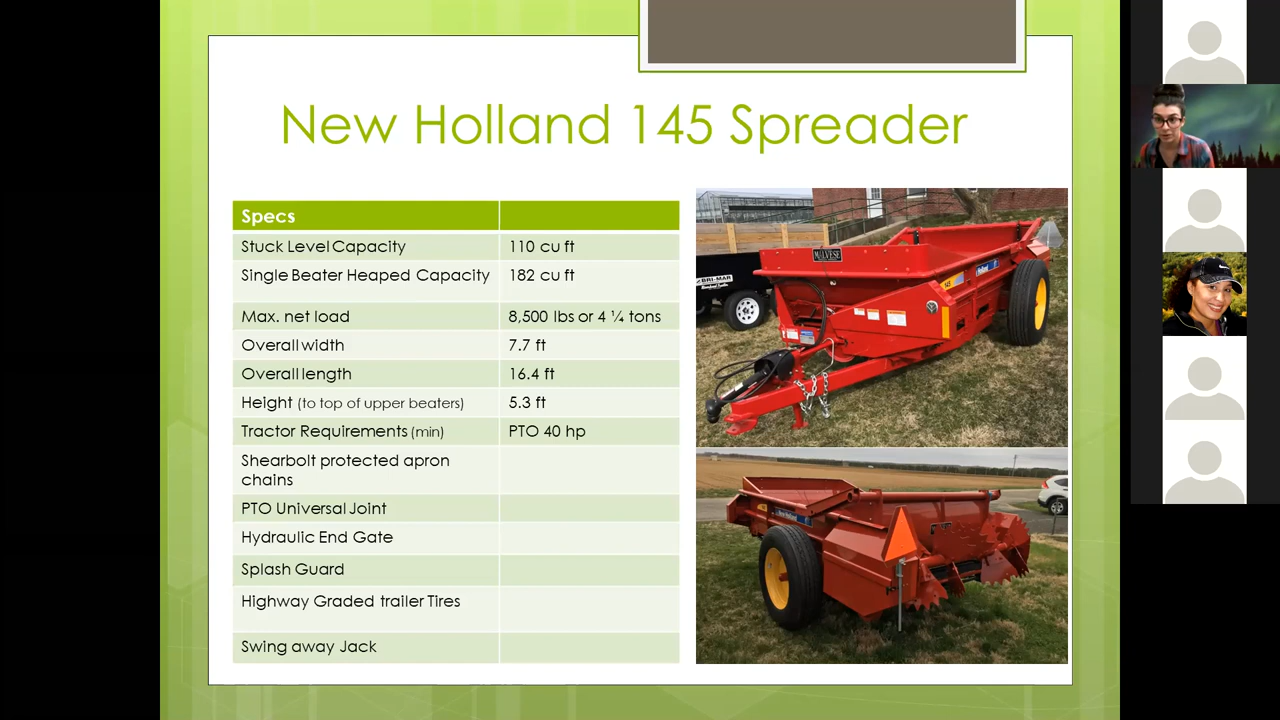 New Holland 145 Spreader
Specs
Stuck Level Capacity 110 cu ft
Single Beater Heaped Capacity 182 cu ft
Max. net load 8,500 lbs or 4 ¼ tons
Overall width 7.7 ft
Overall length 16.4 ft
Height (to top of upper beaters) 5.3 ft
Tractor Requirements (min) PTO 40 hp
Shearbolt protected apron
chains
PTO Universal Joint
Hydraulic End Gate
Splash Guard
Highway Graded trailer Tires
Swing away Jack
BRI-MAR
145